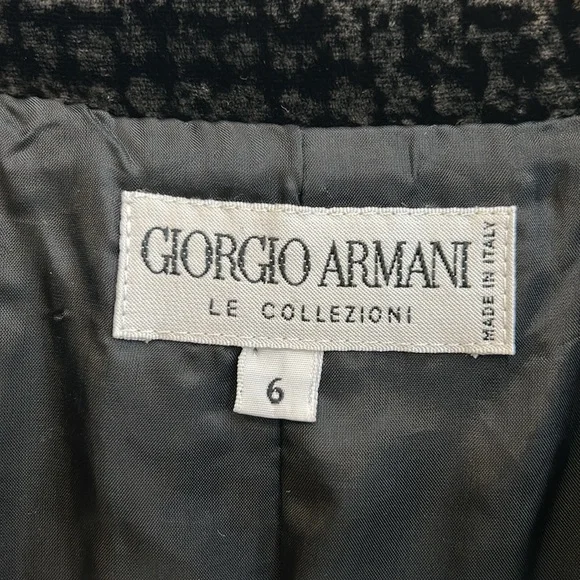 GIORGIO ARMANI
LE COLLEZIONI
MADE IN ITALY
6